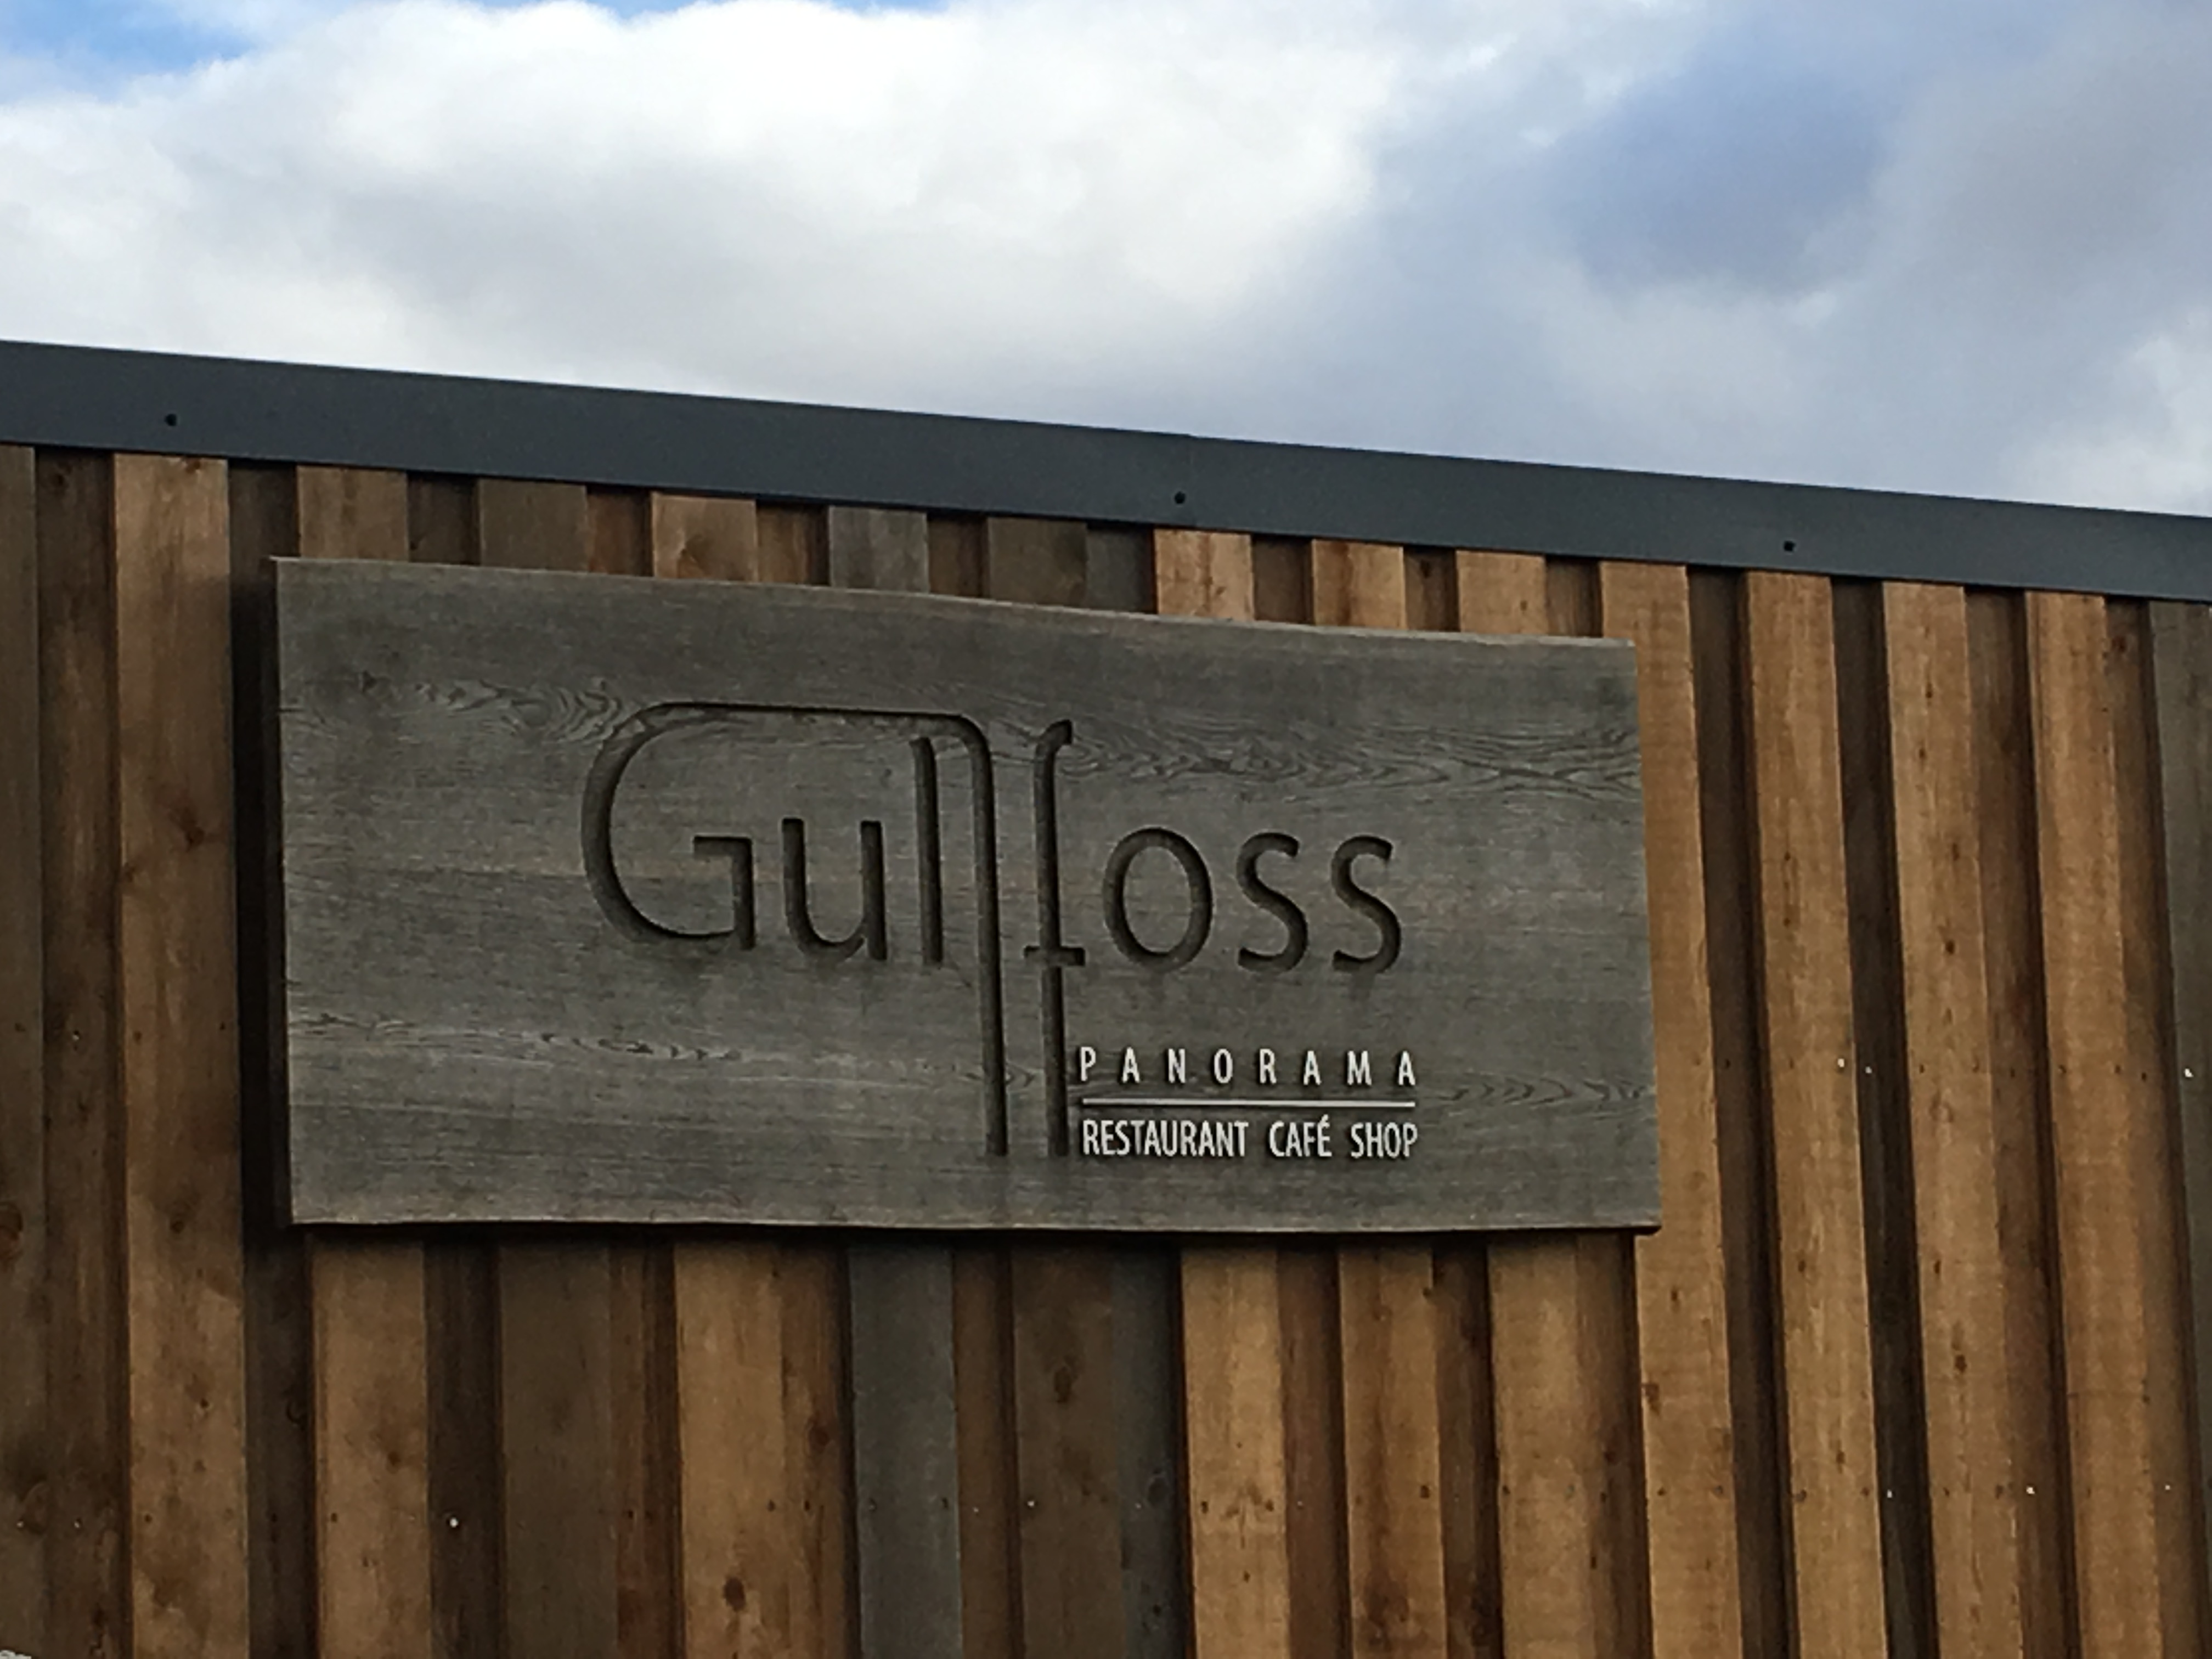 Gullfoss
PANORAMA
RESTAURANT CAFÉ SHOP